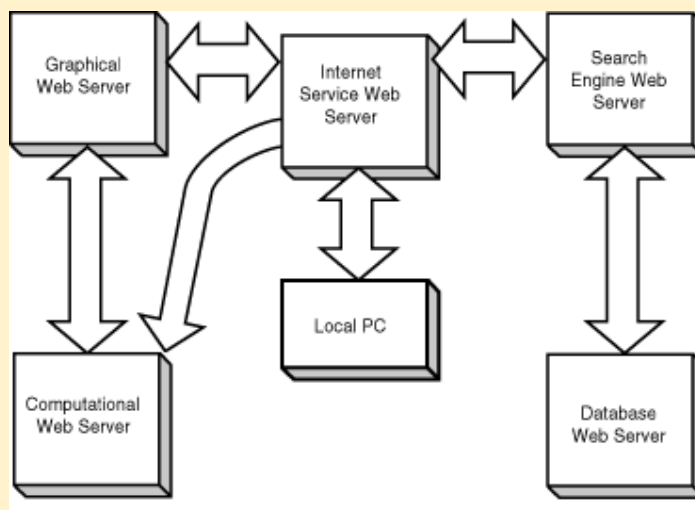 Graphical
Web Server
Internet
Service Web
Server
Search
Engine Web
Server
Local PC
Computational
Web Server
Database
Web Server